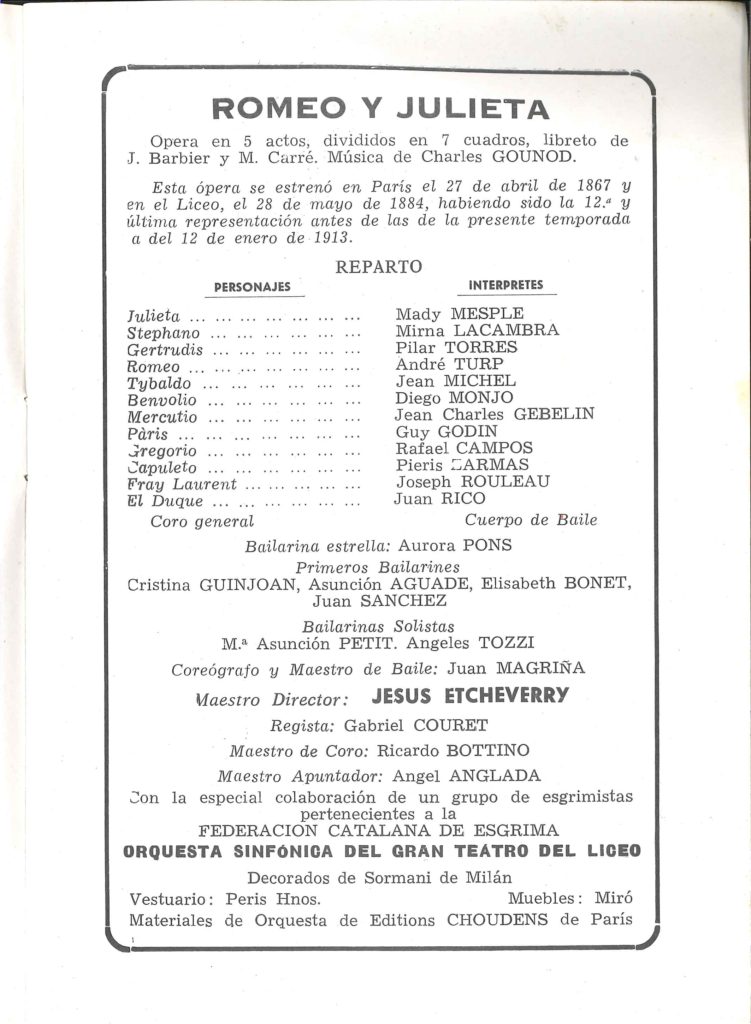 ROMEO Y JULIETA
Opera en 5 actos, divididos en 7 cuadros, libreto de
J. Barbier y M. Carré. Música de Charles GOUNOD.
Esta ópera se estrenó en París el 27 de abril de 1867 y
en el Liceo, el 28 de mayo de 1884, habiendo sido la 12.ª y
última representación antes de las de la presente temporada
a del 12 de enero de 1913.
REPARTO
PERSONAJES INTERPRETES
Julieta ... ... ... ... ... ... ... ... Mady MESPLE
Stephano ... ... ... ... ... ... ... Mirna LACAMBRA
Gertrudis ... ... ... ... ... ... ... Pilar TORRES
Romeo ... ... ... ... ... ... ... ... André TURP
Tybaldo ... ... ... ... ... ... ... Jean MICHEL
Benvolio ... ... ... ... ... ... ... Diego MONJO
Mercutio ... ... ... ... ... ... ... Jean Charles GEBELIN
Pàris ... ... ... ... ... ... ... ... Guy GODIN
Gregorio ... ... ... ... ... ... ... Rafael CAMPOS
Capuleto ... ... ... ... ... ... ... Pieris ZARMAS
Fray Laurent ... ... ... ... ... ... Joseph ROULEAU
El Duque ... ... ... ... ... ... ... Juan RICO
Coro general Cuerpo de Baile
Bailarina estrella: Aurora PONS
Primeros Bailarines
Cristina GUINJOAN, Asunción AGUADE, Elisabeth BONET,
Juan SANCHEZ
Bailarinas Solistas
M.ª Asunción PETIT. Angeles TOZZI
Coreógrafo y Maestro de Baile: Juan MAGRIÑA
Maestro Director: JESUS ETCHEVERRY
Regista: Gabriel COURET
Maestro de Coro: Ricardo BOTTINO
Maestro Apuntador: Angel ANGLADA
Con la especial colaboración de un grupo de esgrimistas
pertenecientes a la
FEDERACION CATALANA DE ESGRIMA
ORQUESTA SINFÓNICA DEL GRAN TEATRO DEL LICEO
Decorados de Sormani de Milán
Vestuario: Peris Hnos. Muebles: Miró
Materiales de Orquesta de Editions CHOUDENS de París